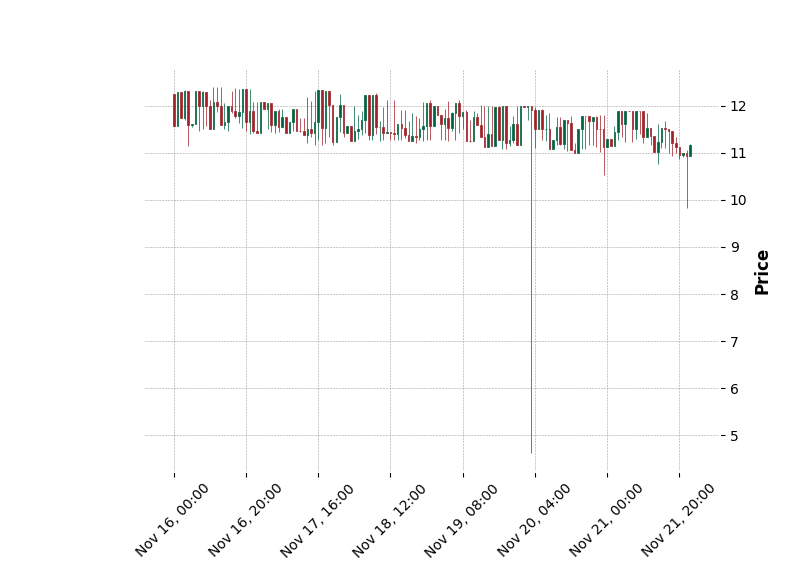 12
11
10
9
8
7
6
5
Price
Nov 16, 00:00
Nov 16, 20:00
Nov 17, 16:00
Nov 18, 12:00
Nov 19, 08:00
Nov 20, 04:00
Nov 21, 00:00
Nov 21, 20:00